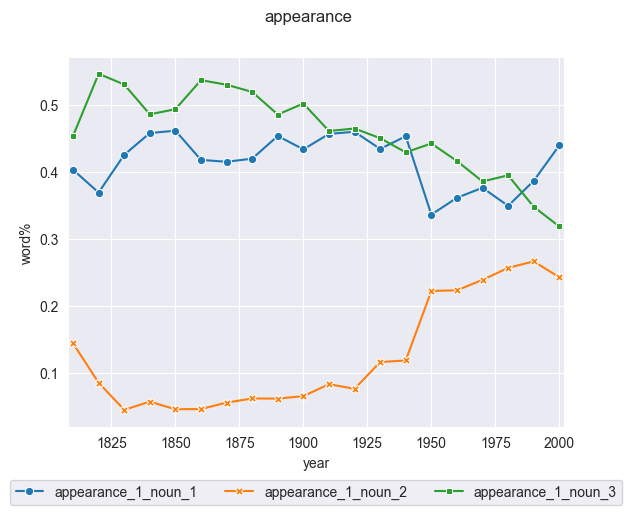 appearance
0.5
0.4
0.3
0.2
0.1
word%
1825 1850 1875 1900 1925 1950 1975 2000
year
appearance_1_noun_1 appearance_1_noun_2 appearance_1_noun_3